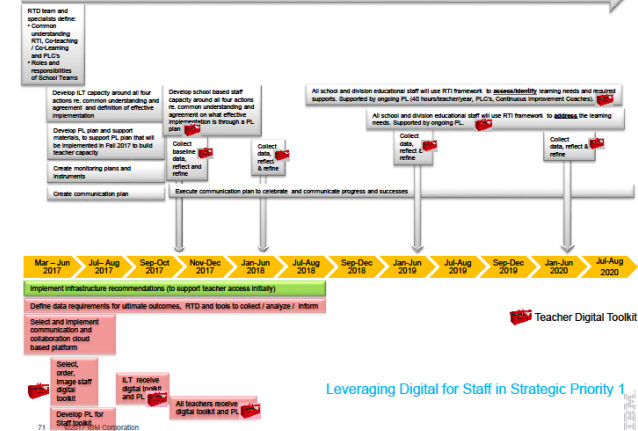 RTD team and
specialists define:
• Common
understanding
RTI, Co-teaching
/ Co-Learning
and PLC's
• Roles and
responsibilities
of School Teams
Develop ILT capacity around all four
actions re. common understanding and
agreement and definition of effective
implementation
Develop school based staff
capacity around all four actions
re. common understanding and
agreement on what effective
implementation is through a PL
plan
All school and division educational staff will use RTI framework to assess/identify learning needs and required
supports. Supported by ongoing PL (40 hours/teacher/year, PLC's, Continuous Improvement Coaches).
All school and division educational staff will use RTI framework to address the learning
needs. Supported by ongoing PL.
Develop PL plan and support
materials, to support PL plan that will
be implemented in Fall 2017 to build
teacher capacity
Collect
baseline
data,
reflect and
refine
Collect
data,
reflect
& refine
Collect
data,
reflect &
refine
Collect
data, reflect &
refine
Create monitoring plans and
instruments
Create communication plan
Execute communication plan to celebrate and communicate progress and successes
Mar – Jun
2017
Jul– Aug
2017
Sep-Oct
2017
Nov-Dec
2017
Jan-Jun
2018
Jul-Aug
2018
Sep-Dec
2018
Jan-Jun
2019
Jul-Aug
2019
Sep-Dec
2019
Jan-Jun
2020
Jul-Aug
2020
Implement infrastructure recommendations (to support teacher access initially)
Define data requirements for ultimate outcomes, RTD and tools to collect / analyze / inform
Select and implement
communication and
collaboration cloud
based platform
Teacher Digital Toolkit
Select,
order,
image staff
digital
toolkit
ILT receive
digital toolkit
and PL
All teachers receive
digital toolkit and PL
Leveraging Digital for Staff in Strategic Priority 1
Develop PL for
Staff toolkit
71 ©2017 IBM Corporation
IBM